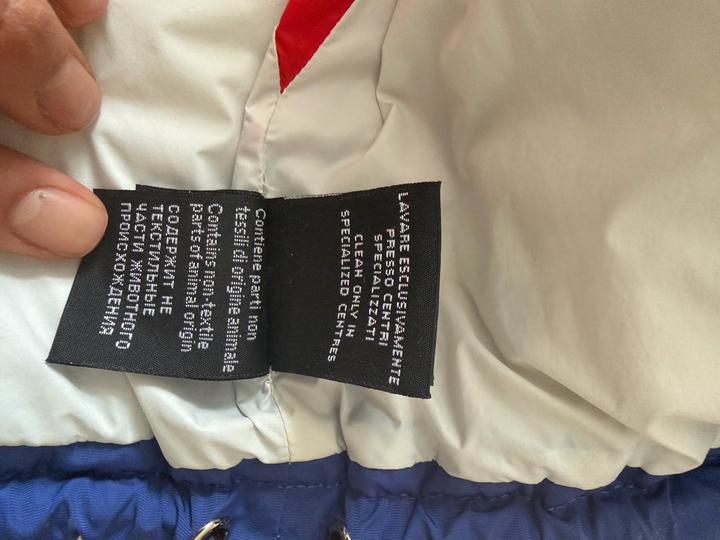 LAVARE ESCLUSIVAMENTE
PRESSO CENTRI
SPECIALIZZATI
CLEAN ONLY IN
SPECIALIZED CENTRES
Contiene parti non
tessili di origine animale
Contains non-textile
parts of animal origin
СОДЕРЖИТ НЕ
ТЕКСТИЛЬНЫЕ
ЧАСТИ ЖИВОТНОГО
ПРОИСХОЖДЕНИЯ